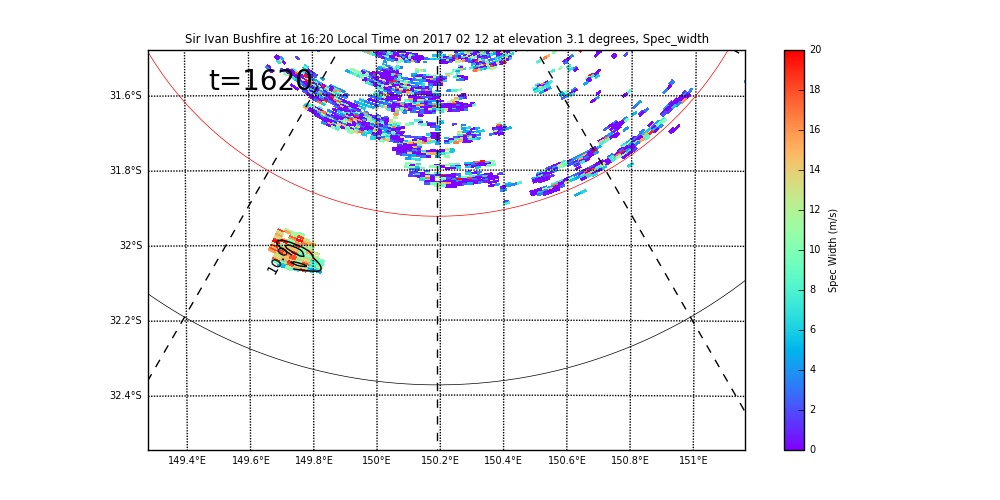 Sir Ivan Bushfire at 16:20 Local Time on 2017 02 12 at elevation 3.1 degrees, Spec_width
t=1620
31.6°S
31.8°S
32°S
32.2°S
32.4°S
149.4°E 149.6°E 149.8°E 150°E 150.2°E 150.4°E 150.6°E 150.8°E 151°E
10.0
20
18
16
14
12
10
8
6
4
2
0
Spec Width (m/s)